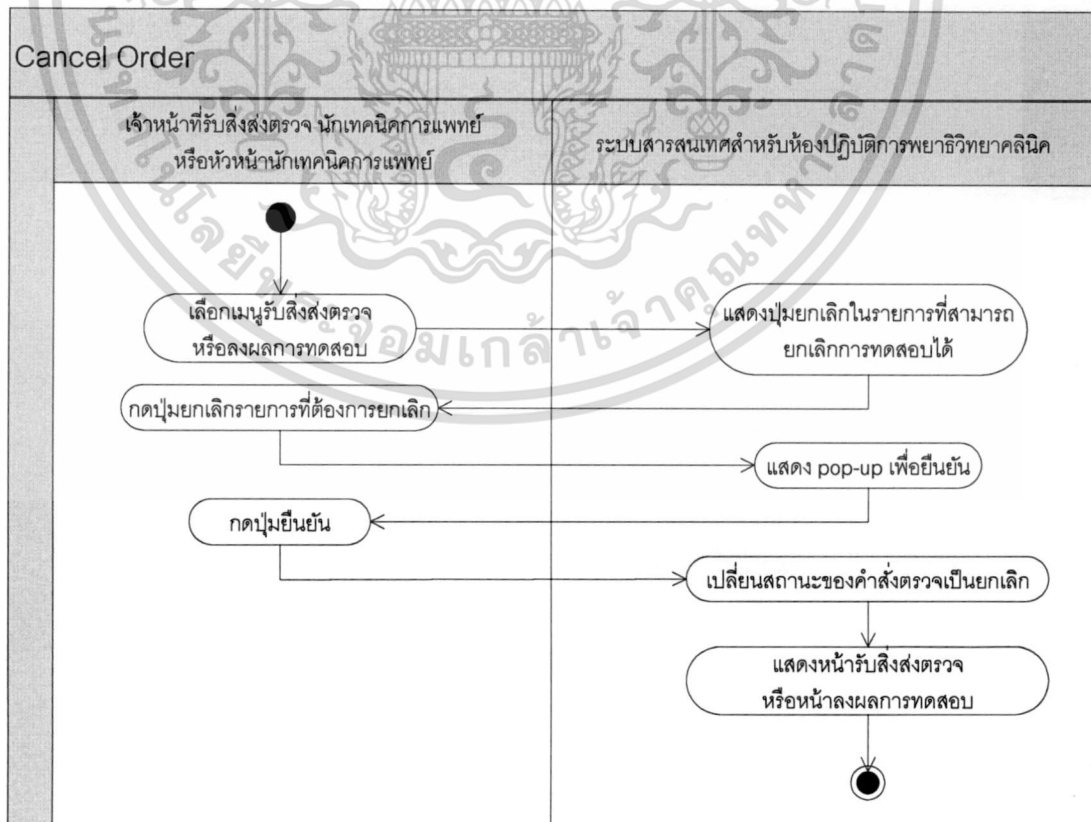 Cancel Order
เจ้าหน้าที่รับสิ่งส่งตรวจ นักเทคนิคการแพทย์
หรือหัวหน้านักเทคนิคการแพทย์
ระบบสารสนเทศสำหรับห้องปฏิบัติการพยาธิวิทยาคลินิค
เลือกเมนูรับสิ่งส่งตรวจ
หรือลงผลการทดสอบ
แสดงปุ่มยกเลิกในรายการที่สามารถ
ยกเลิกการทดสอบได้
กดปุ่มยกเลิกรายการที่ต้องการยกเลิก
แสดง pop-up เพื่อยืนยัน
กดปุ่มยืนยัน
เปลี่ยนสถานะของคำสั่งตรวจเป็นยกเลิก
แสดงหน้ารับสิ่งส่งตรวจ
หรือหน้าลงผลการทดสอบ